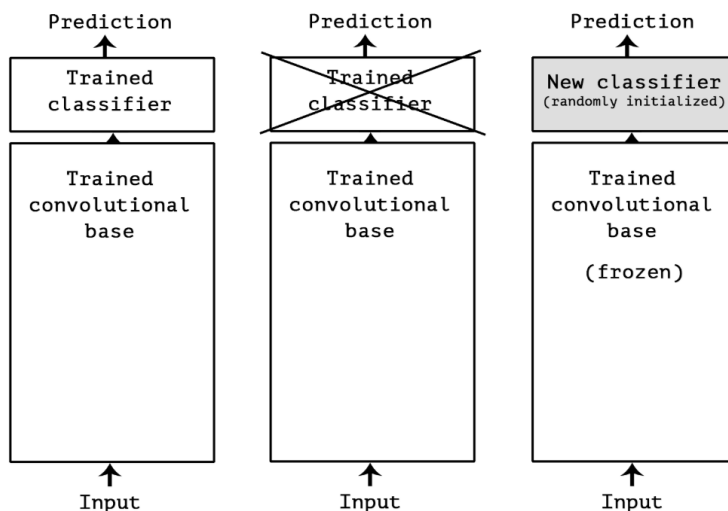 Prediction
Trained
classifier
Trained
convolutional
base
Input
Prediction
Trained
classifier
Trained
convolutional
base
Input
Prediction
New classifier
(randomly initialized)
Trained
convolutional
base
(frozen)
Input